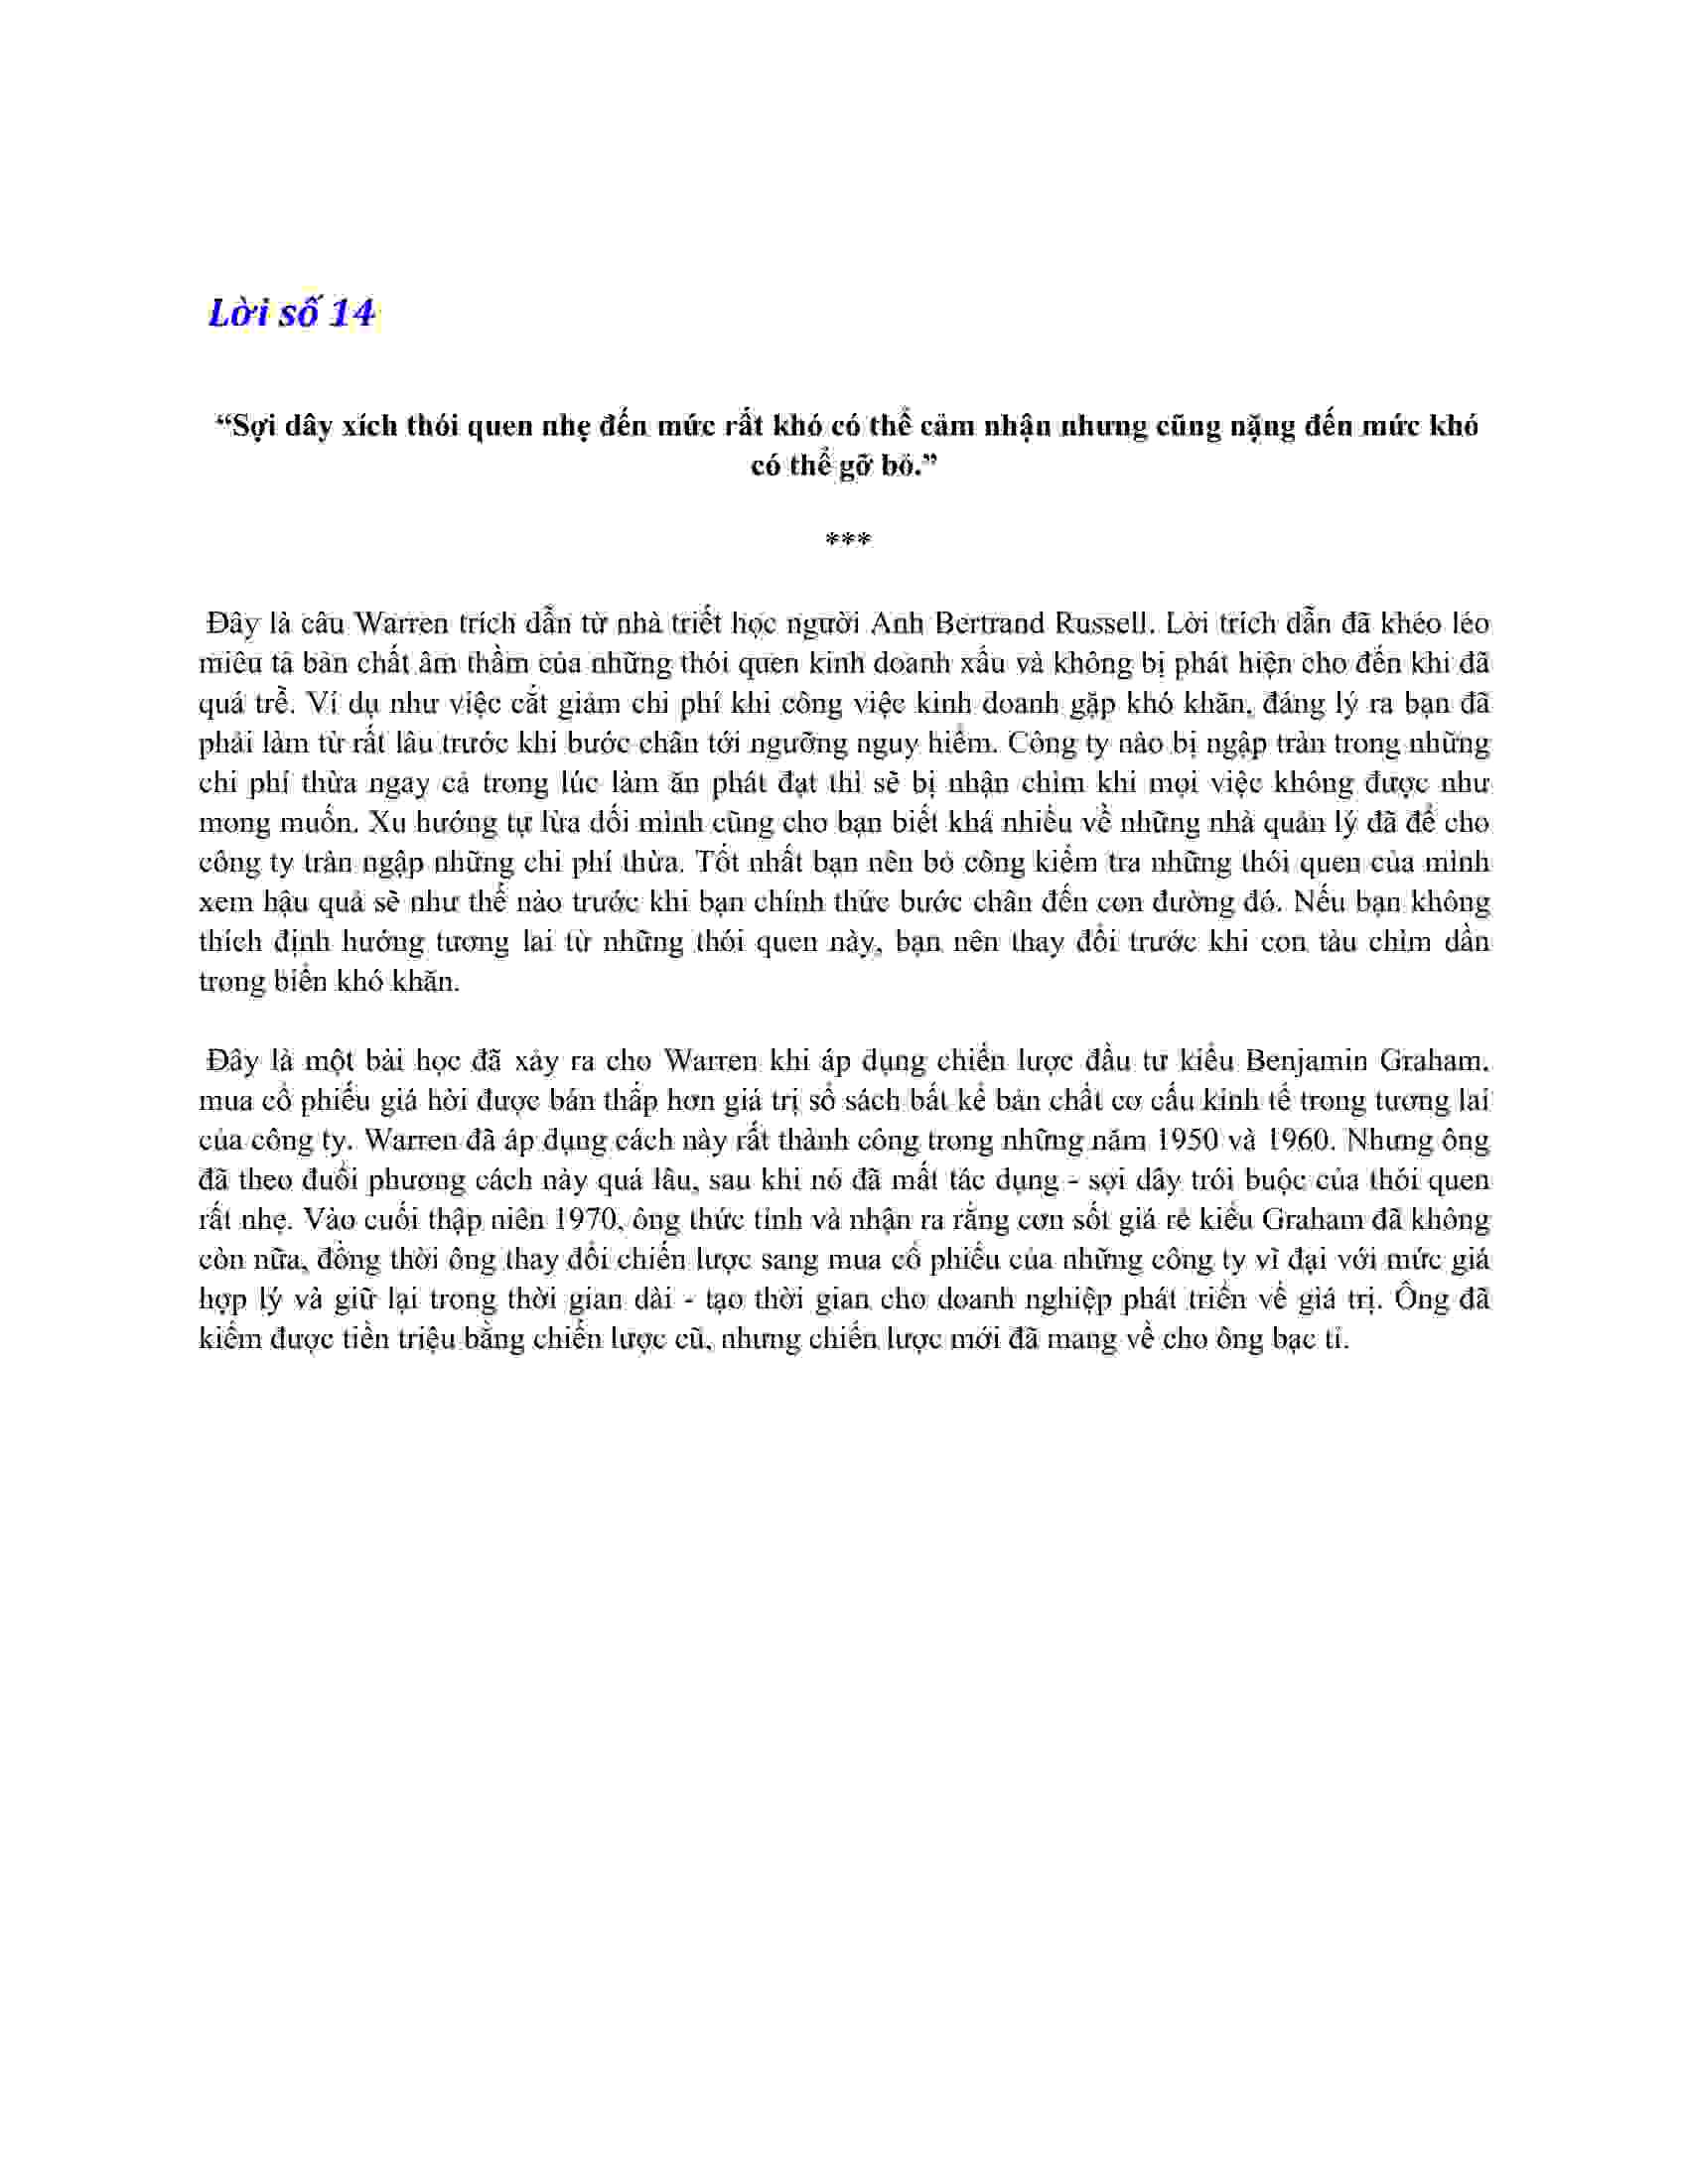 Lời số 14
“Sợi dây xích thói quen nhẹ đến mức rất khó có thể cảm nhận nhưng cũng nặng đến mức khó
có thể gỡ bỏ.”
***
Đây là câu Warren trích dẫn từ nhà triết học người Anh Bertrand Russell. Lời trích dẫn đã khéo léo
miêu tả bản chất âm thầm của những thói quen kinh doanh xấu và không bị phát hiện cho đến khi đã
quá trễ. Ví dụ như việc cắt giảm chi phí khi công việc kinh doanh gặp khó khăn, đáng lý ra bạn đã
phải làm từ rất lâu trước khi bước chân tới ngưỡng nguy hiểm. Công ty nào bị ngập tràn trong những
chi phí thừa ngay cả trong lúc làm ăn phát đạt thì sẽ bị nhận chìm khi mọi việc không được như
mong muốn. Xu hướng tự lừa dối mình cũng cho bạn biết khá nhiều về những nhà quản lý đã để cho
công ty tràn ngập những chi phí thừa. Tốt nhất bạn nên bỏ công kiểm tra những thói quen của mình
xem hậu quả sẽ như thế nào trước khi bạn chính thức bước chân đến con đường đó. Nếu bạn không
thích định hướng tương lai từ những thói quen này, bạn nên thay đổi trước khi con tàu chìm dần
trong biển khó khăn.
Đây là một bài học đã xảy ra cho Warren khi áp dụng chiến lược đầu tư kiểu Benjamin Graham,
mua cổ phiếu giá hời được bán thấp hơn giá trị sổ sách bất kể bản chất cơ cấu kinh tế trong tương lai
của công ty. Warren đã áp dụng cách này rất thành công trong những năm 1950 và 1960. Nhưng ông
đã theo đuổi phương cách này quá lâu, sau khi nó đã mất tác dụng - sợi dây trói buộc của thói quen
rất nhẹ. Vào cuối thập niên 1970, ông thức tỉnh và nhận ra rằng cơn sốt giá rẻ kiểu Graham đã không
còn nữa, đồng thời ông thay đổi chiến lược sang mua cổ phiếu của những công ty vĩ đại với mức giá
hợp lý và giữ lại trong thời gian dài - tạo thời gian cho doanh nghiệp phát triển về giá trị. Ông đã
kiếm được tiền triệu bằng chiến lược cũ, nhưng chiến lược mới đã mang về cho ông bạc tỉ.